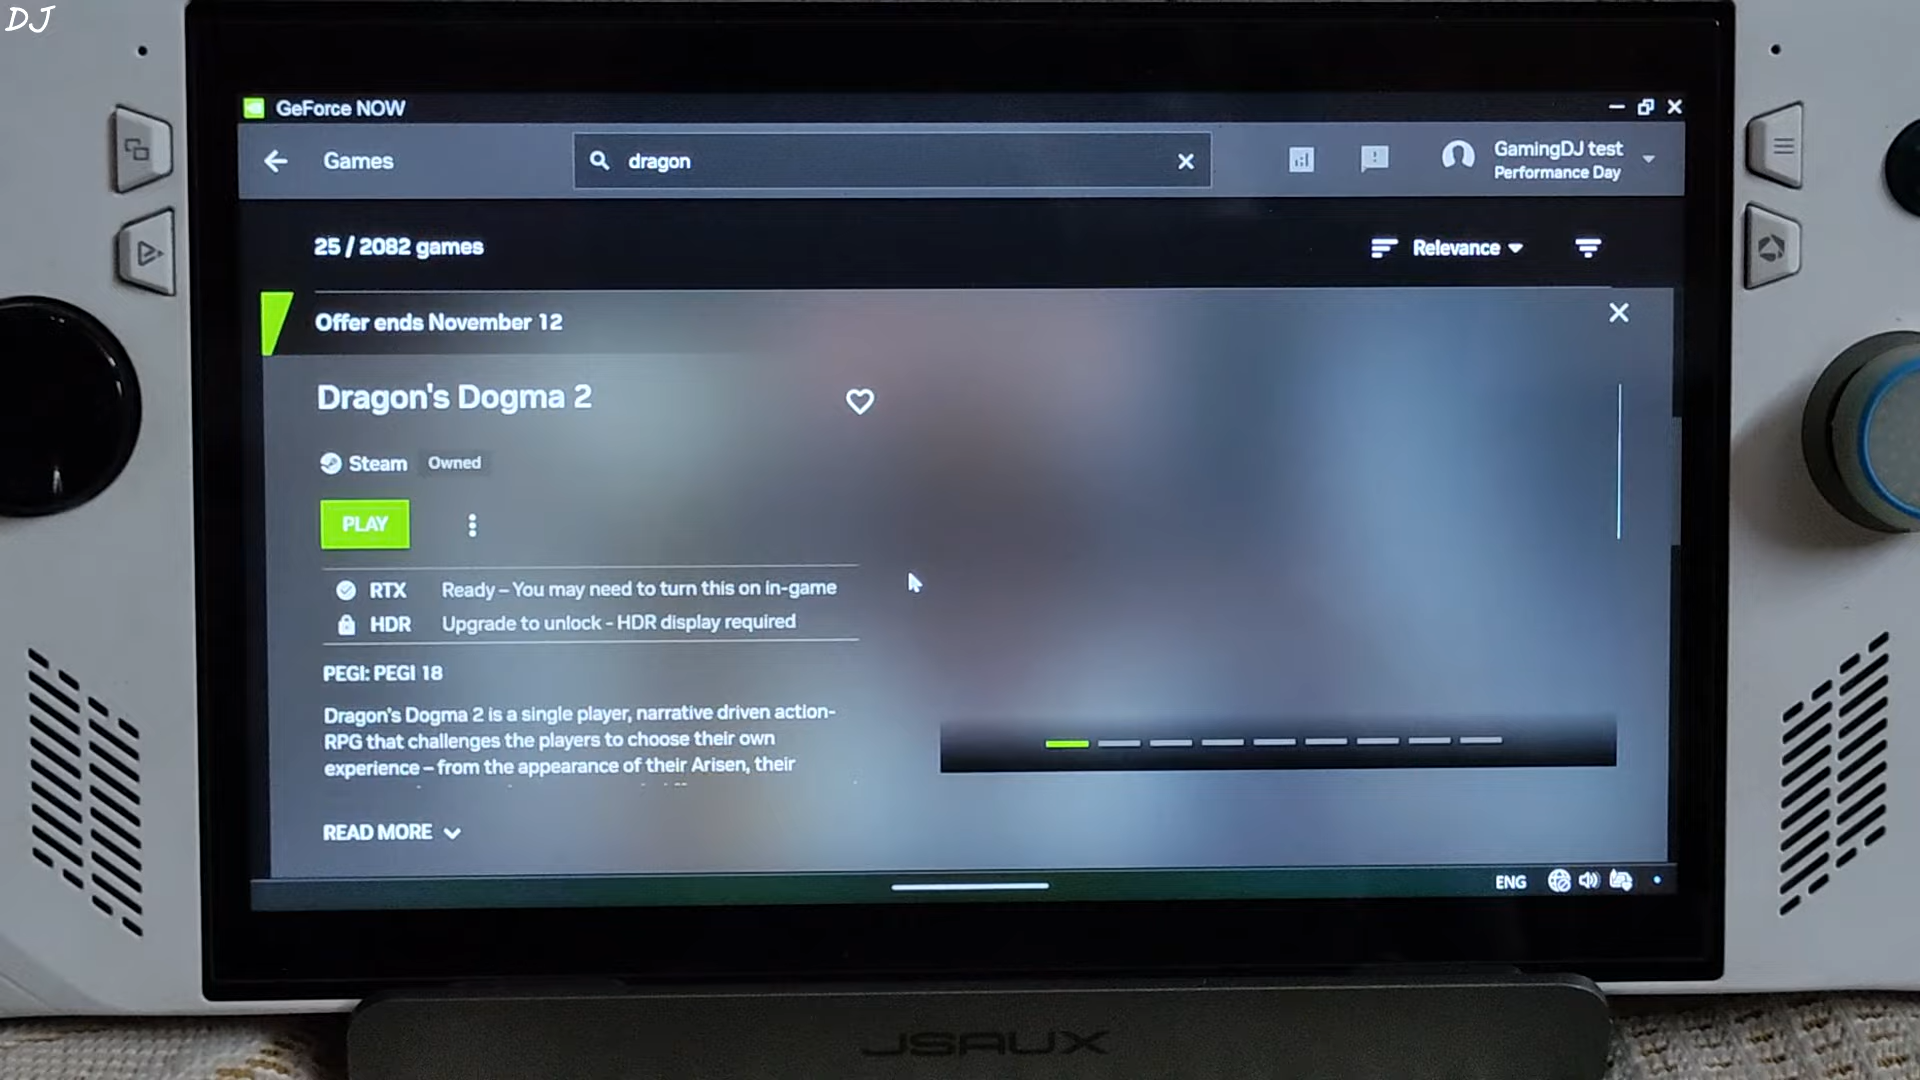 DJ
GeForce NOW
Games
dragon
GamingDJ test
Performance Day
25 / 2082 games
Relevance
Offer ends November 12
Dragon's Dogma 2
Steam Owned
PLAY
RTX Ready – You may need to turn this on in-game
HDR Upgrade to unlock - HDR display required
PEGI: PEGI 18
Dragon's Dogma 2 is a single player, narrative driven action-
RPG that challenges the players to choose their own
experience – from the appearance of their Arisen, their
READ MORE
ENG
JSAUX